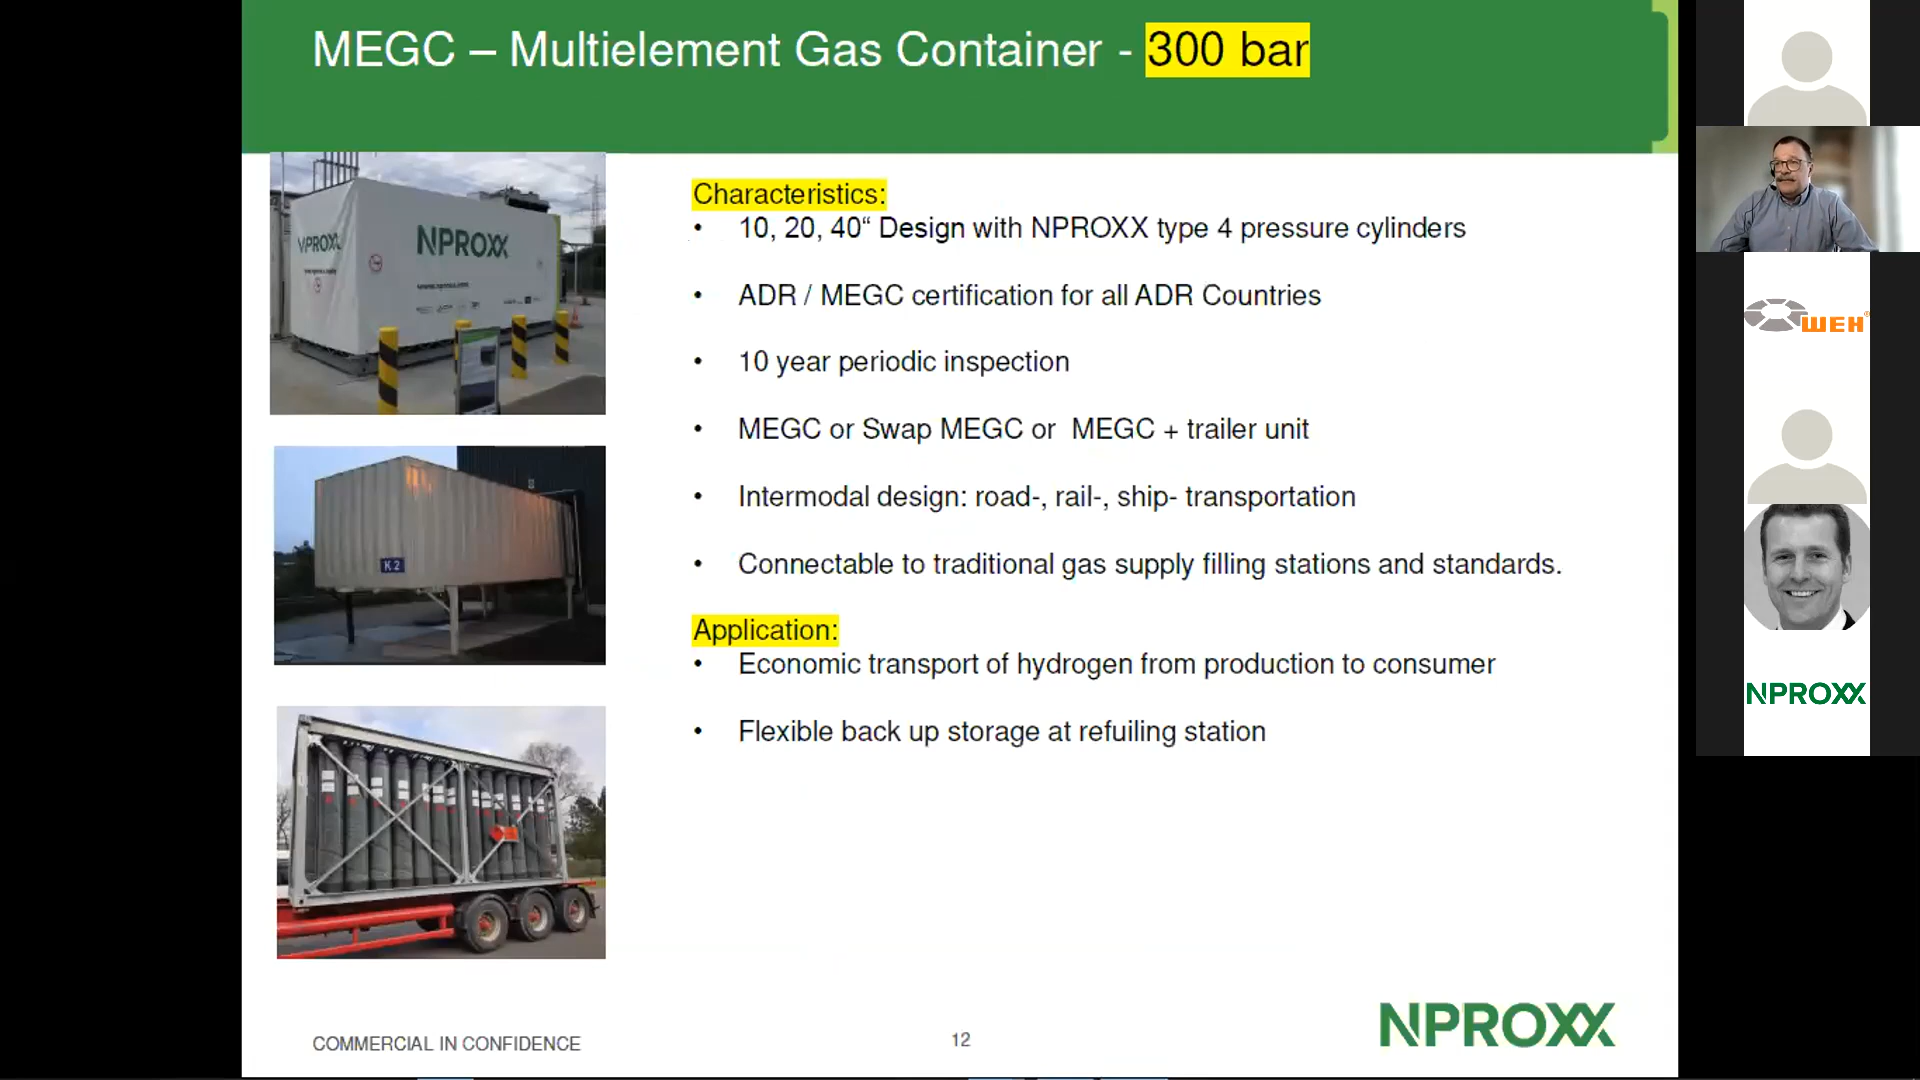 MEGC – Multielement Gas Container - 300 bar
NPROXX
NPROXX
K 2
Characteristics:
• 10, 20, 40“ Design with NPROXX type 4 pressure cylinders
• ADR / MEGC certification for all ADR Countries
• 10 year periodic inspection
• MEGC or Swap MEGC or MEGC + trailer unit
• Intermodal design: road-, rail-, ship- transportation
• Connectable to traditional gas supply filling stations and standards.
Application:
• Economic transport of hydrogen from production to consumer
• Flexible back up storage at refuiling station
COMMERCIAL IN CONFIDENCE
12
NPROXX
WEH®
NPROXX